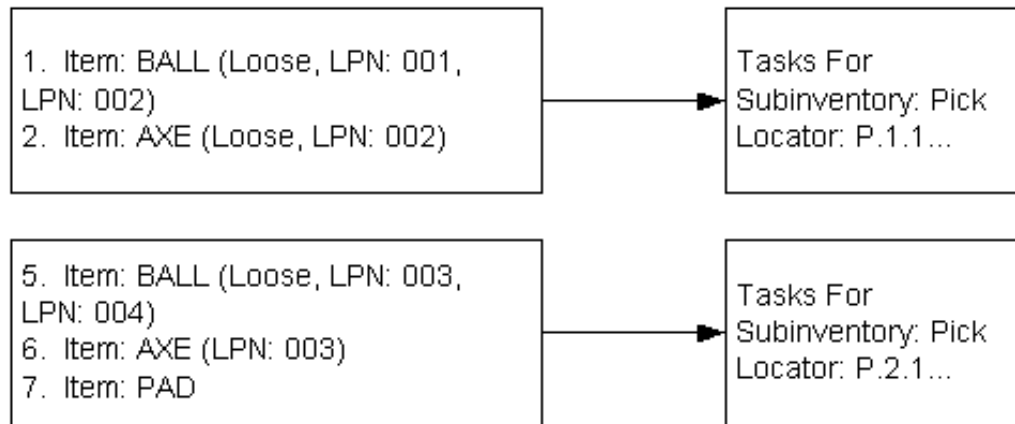 1. Item: BALL (Loose, LPN: 001,
LPN: 002)
2. Item: AXE (Loose, LPN: 002)
Tasks For
Subinventory: Pick
Locator: P.1.1...
5. Item: BALL (Loose, LPN: 003,
LPN: 004)
6. Item: AXE (LPN: 003)
7. Item: PAD
Tasks For
Subinventory: Pick
Locator: P.2.1...